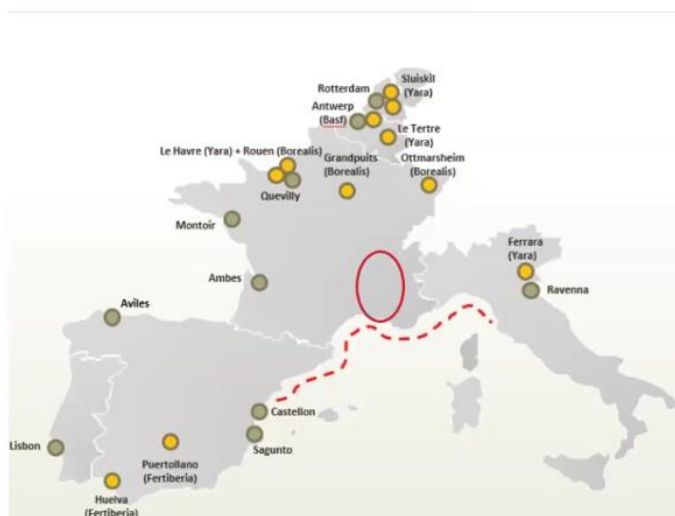 Rotterdam
Sluiskil
(Yara)
Antwerp
(Basf)
Le Tertre
(Yara)
Le Havre (Yara) + Rouen (Borealis)
Grandpuits
(Borealis)
Ottmarsheim
(Borealis)
Quevilly
Montoir
Ferrara
(Yara)
Ambes
Ravenna
Aviles
Castellon
Lisbon
Sagunto
Puertollano
(Fertiberia)
Huelva
(Fertiberia)